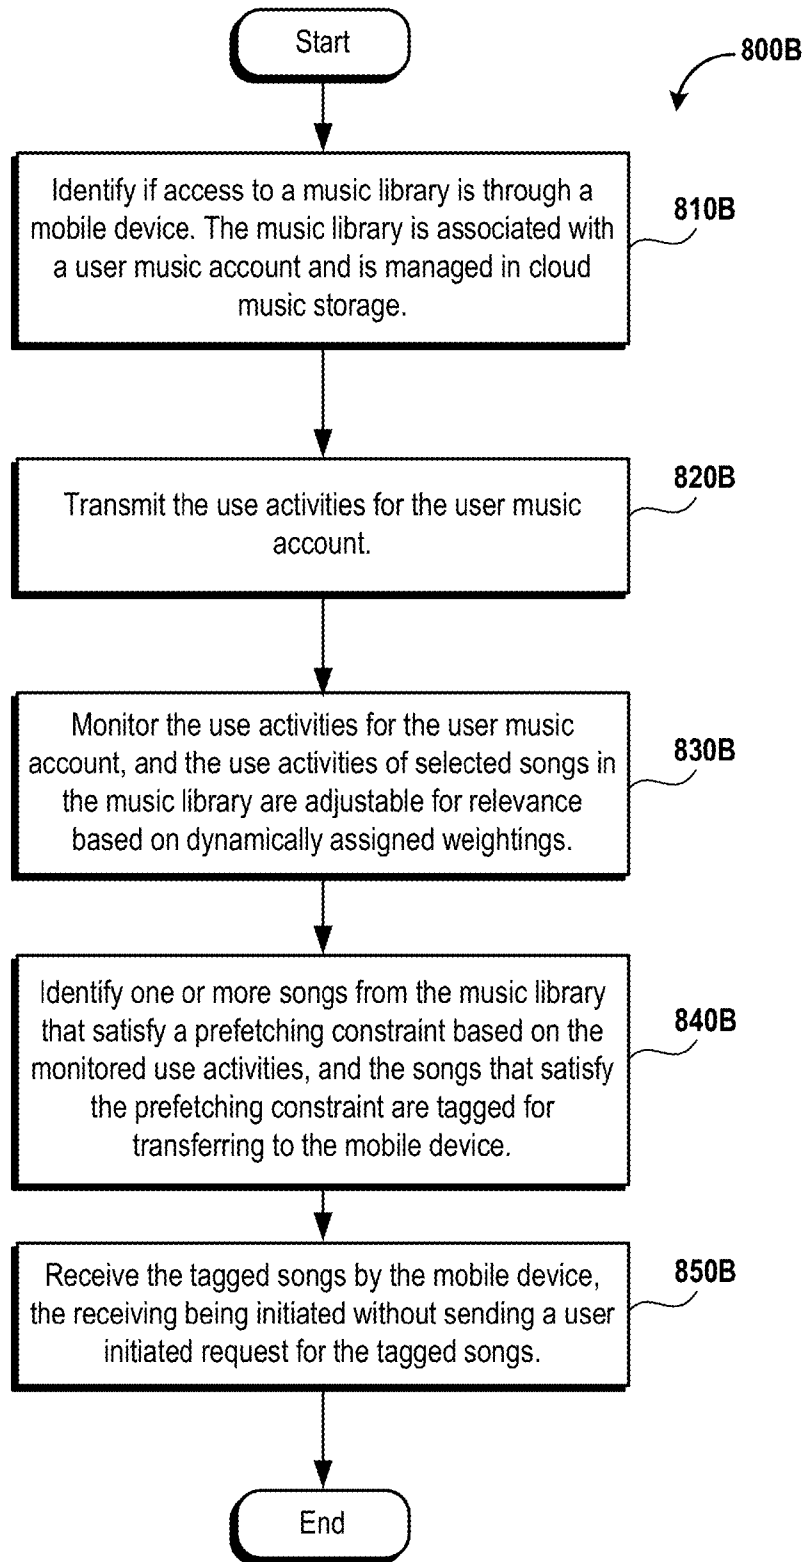 Start
800B
Identify if access to a music library is through a
mobile device. The music library is associated with
a user music account and is managed in cloud
music storage.
810B
Transmit the use activities for the user music
account.
820B
Monitor the use activities for the user music
account, and the use activities of selected songs in
the music library are adjustable for relevance
based on dynamically assigned weightings.
830B
Identify one or more songs from the music library
that satisfy a prefetching constraint based on the
monitored use activities, and the songs that satisfy
the prefetching constraint are tagged for
transferring to the mobile device.
840B
Receive the tagged songs by the mobile device,
the receiving being initiated without sending a user
initiated request for the tagged songs.
850B
End